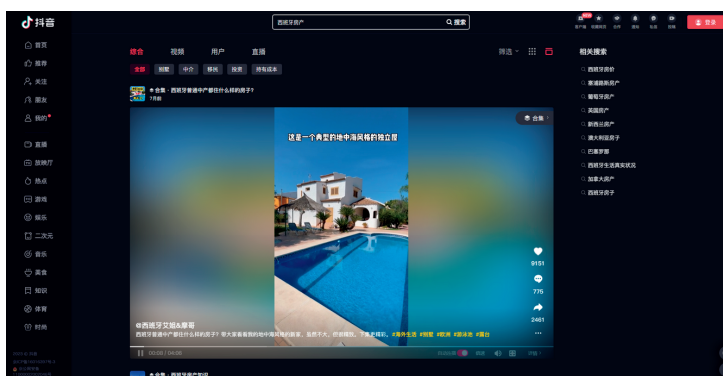 抖音
西班牙房产
搜索
登录
首页
推荐
关注
朋友
我的
直播
放映厅
热点
游戏
娱乐
二次元
音乐
美食
知识
体育
时尚
综合
视频
用户
直播
筛选
全部
别墅
中介
移民
投资
持有成本
合集 · 西班牙普通中产都住什么样的房子?
7月前
合集
这是一个典型的地中海风格的独立屋
9151
775
2461
@西班牙艾姐&摩哥
#海外生活 #别墅 #欧洲 #游泳池 #露台
00:05 / 04:06
相关搜索
西班牙房价
塞浦路斯房产
葡萄牙房产
英国房产
新西兰房产
澳大利亚房子
巴塞罗那
西班牙生活真实状况
加拿大房产
西班牙房子